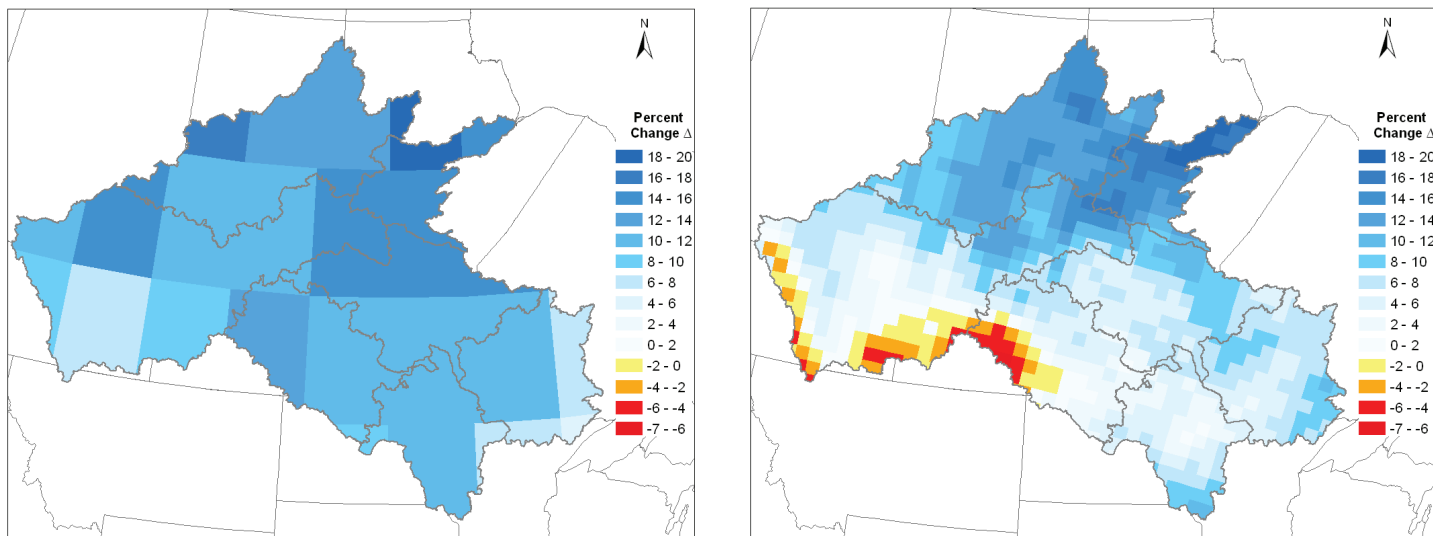 N
Percent
Change Δ
18 - 20
16 - 18
14 - 16
12 - 14
10 - 12
8 - 10
6 - 8
4 - 6
2 - 4
0 - 2
-2 - 0
-4 - -2
-6 - -4
-7 - -6
N
Percent
Change Δ
18 - 20
16 - 18
14 - 16
12 - 14
10 - 12
8 - 10
6 - 8
4 - 6
2 - 4
0 - 2
-2 - 0
-4 - -2
-6 - -4
-7 - -6